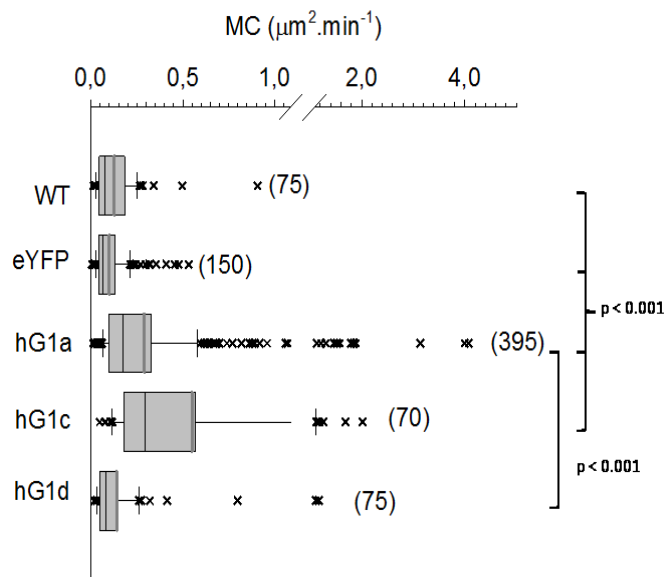 MC (μm².min⁻¹)
0,0 0,5 1,0 2,0 4,0
WT (75)
eYFP (150)
p < 0.001
hG1a (395)
hG1c (70)
p < 0.001
hG1d (75)